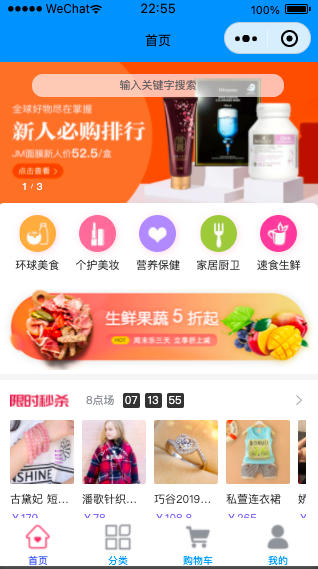 WeChat 22:55 100%
首页
输入关键字搜索
全球好物尽在掌握
新人必购排行
JM面膜新人价52.5/盒
点击查看 >
1 / 3
环球美食 个护美妆 营养保健 家居厨卫 速食生鲜
生鲜果蔬 5 折起
HOT 周末乐三天·立享折上减
限时秒杀 8点场 07 13 55
古黛妃 短... 潘歌针织... 巧谷2019... 私萱连衣裙
¥179 ¥78 ¥108.8 ¥265
首页 分类 购物车 我的